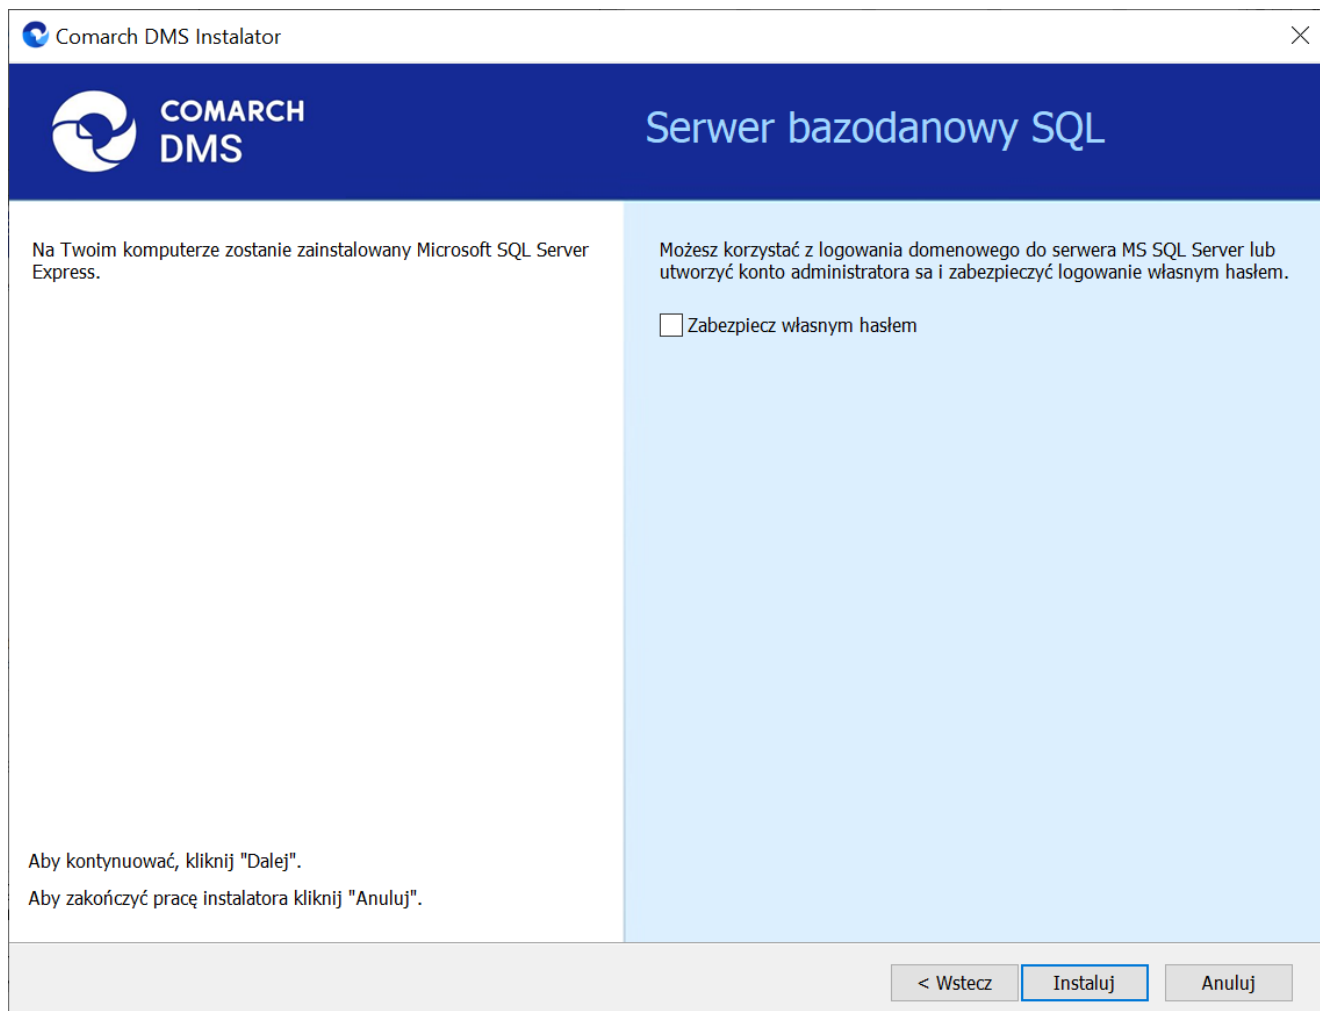 Comarch DMS Instalator
COMARCH
DMS
Serwer bazodanowy SQL
Na Twoim komputerze zostanie zainstalowany Microsoft SQL Server
Express.
Możesz korzystać z logowania domenowego do serwera MS SQL Server lub
utworzyć konto administratora sa i zabezpieczyć logowanie własnym hasłem.
Zabezpiecz własnym hasłem
Aby kontynuować, kliknij "Dalej".
Aby zakończyć pracę instalatora kliknij "Anuluj".
< Wstecz
Instaluj
Anuluj